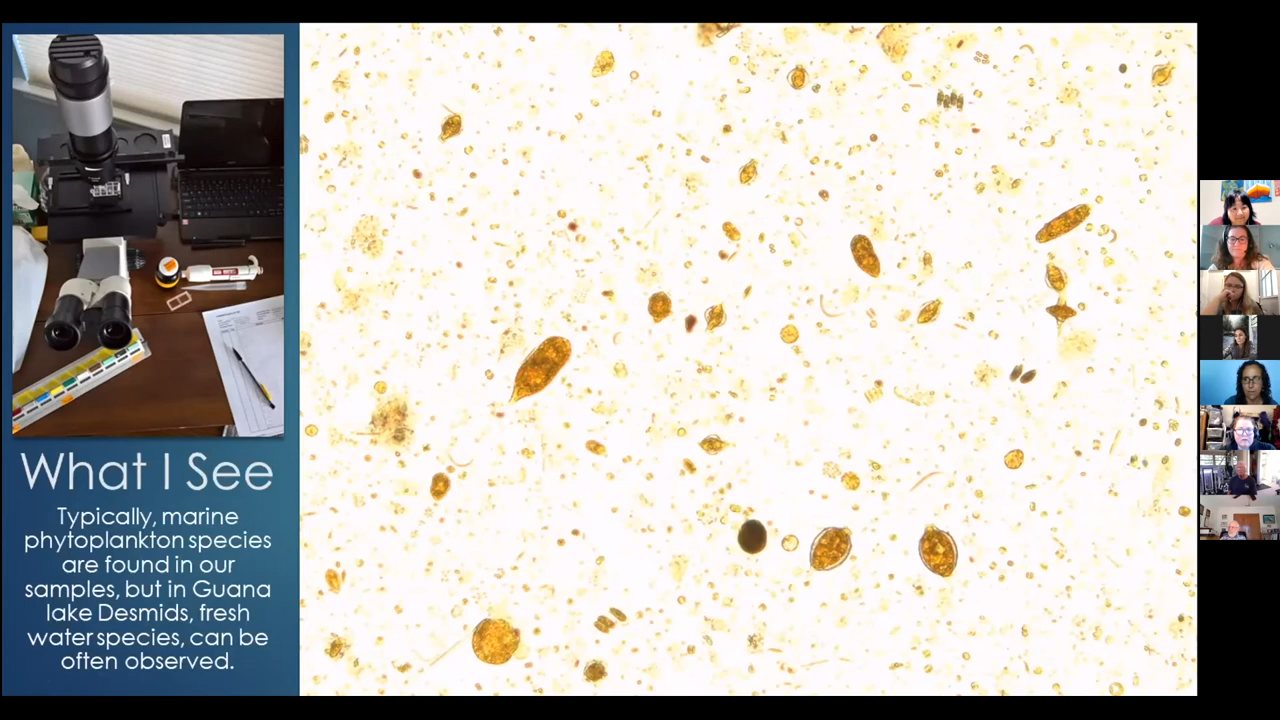 What I See
Typically, marine
phytoplankton species
are found in our
samples, but in Guana
lake Desmids, fresh
water species, can be
often observed.